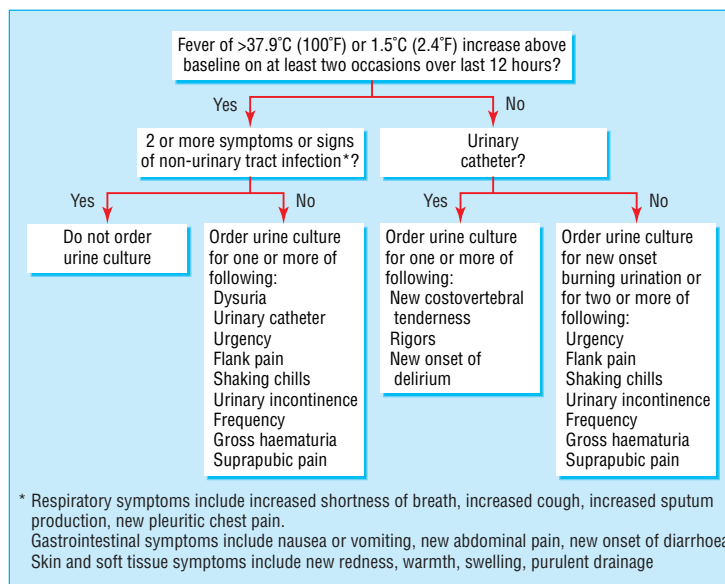 Fever of >37.9°C (100°F) or 1.5°C (2.4°F) increase above
baseline on at least two occasions over last 12 hours?
Yes
No
2 or more symptoms or signs
of non-urinary tract infection*?
Urinary
catheter?
Yes
No
Yes
No
Do not order
urine culture
Order urine culture
for one or more of
following:
Dysuria
Urinary catheter
Urgency
Flank pain
Shaking chills
Urinary incontinence
Frequency
Gross haematuria
Suprapubic pain
Order urine culture
for one or more of
following:
New costovertebral
tenderness
Rigors
New onset of
delirium
Order urine culture
for new onset
burning urination or
for two or more of
following:
Urgency
Flank pain
Shaking chills
Urinary incontinence
Frequency
Gross haematuria
Suprapubic pain
* Respiratory symptoms include increased shortness of breath, increased cough, increased sputum
production, new pleuritic chest pain.
Gastrointestinal symptoms include nausea or vomiting, new abdominal pain, new onset of diarrhoea
Skin and soft tissue symptoms include new redness, warmth, swelling, purulent drainage